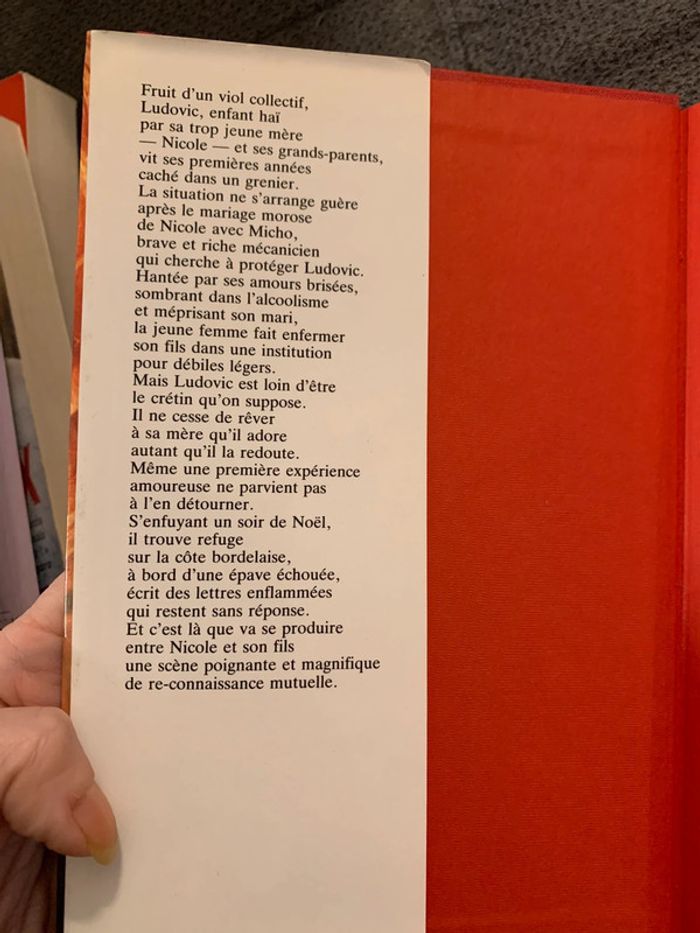 Fruit d'un viol collectif,
Ludovic, enfant haï
par sa trop jeune mère
— Nicole — et ses grands-parents,
vit ses premières années
caché dans un grenier.
La situation ne s'arrange guère
après le mariage morose
de Nicole avec Micho,
brave et riche mécanicien
qui cherche à protéger Ludovic.
Hantée par ses amours brisées,
sombrant dans l'alcoolisme
et méprisant son mari,
la jeune femme fait enfermer
son fils dans une institution
pour débiles légers.
Mais Ludovic est loin d'être
le crétin qu'on suppose.
Il ne cesse de rêver
à sa mère qu'il adore
autant qu'il la redoute.
Même une première expérience
amoureuse ne parvient pas
à l'en détourner.
S'enfuyant un soir de Noël,
il trouve refuge
sur la côte bordelaise,
à bord d'une épave échouée,
écrit des lettres enflammées
qui restent sans réponse.
Et c'est là que va se produire
entre Nicole et son fils
une scène poignante et magnifique
de re-connaissance mutuelle.